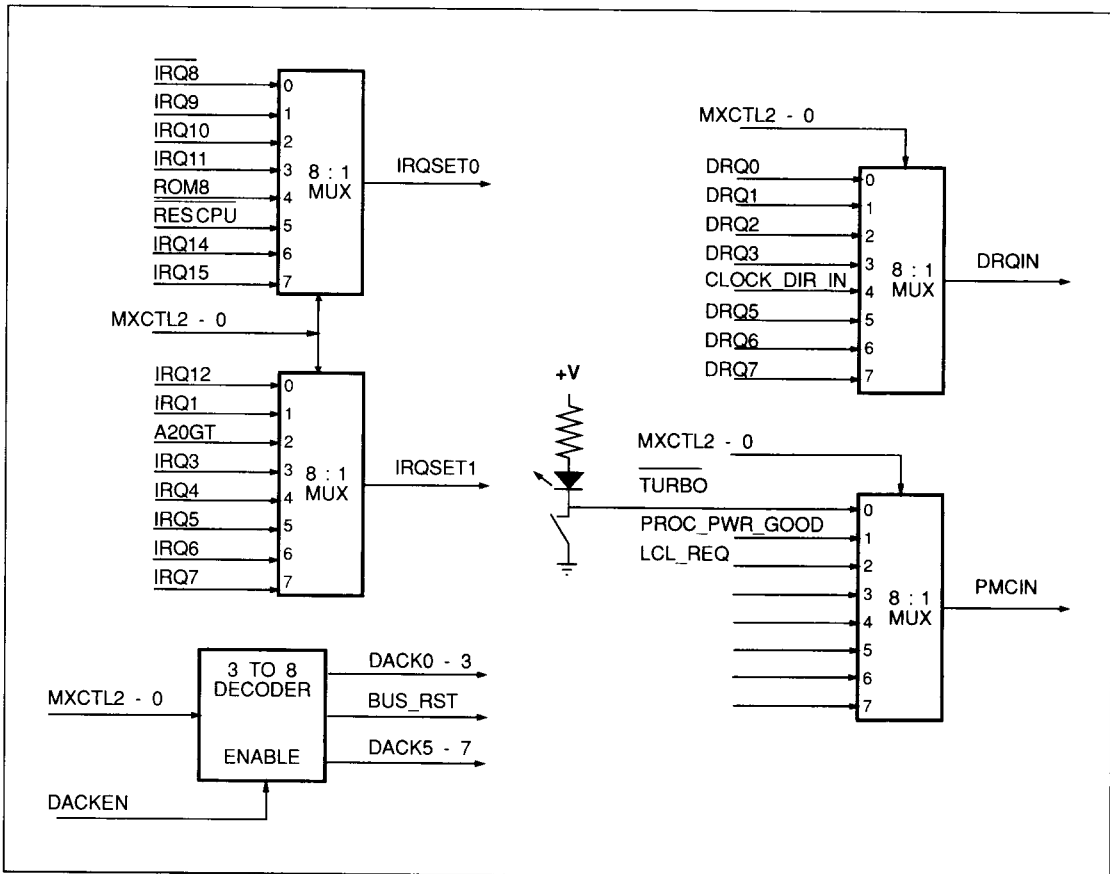 IRQ8
IRQ9
IRQ10
IRQ11
ROM8
RESCPU
IRQ14
IRQ15
0
1
2
3
4
5
6
7
8 : 1
MUX
IRQSET0
MXCTL2 - 0
IRQ12
IRQ1
A20GT
IRQ3
IRQ4
IRQ5
IRQ6
IRQ7
0
1
2
3
4
5
6
7
8 : 1
MUX
IRQSET1
MXCTL2 - 0
3 TO 8
DECODER
ENABLE
DACKEN
DACK0 - 3
BUS_RST
DACK5 - 7
MXCTL2 - 0
DRQ0
DRQ1
DRQ2
DRQ3
CLOCK_DIR_IN
DRQ5
DRQ6
DRQ7
0
1
2
3
4
5
6
7
8 : 1
MUX
DRQIN
+V
MXCTL2 - 0
TURBO
PROC_PWR_GOOD
LCL_REQ
0
1
2
3
4
5
6
7
8 : 1
MUX
PMCIN